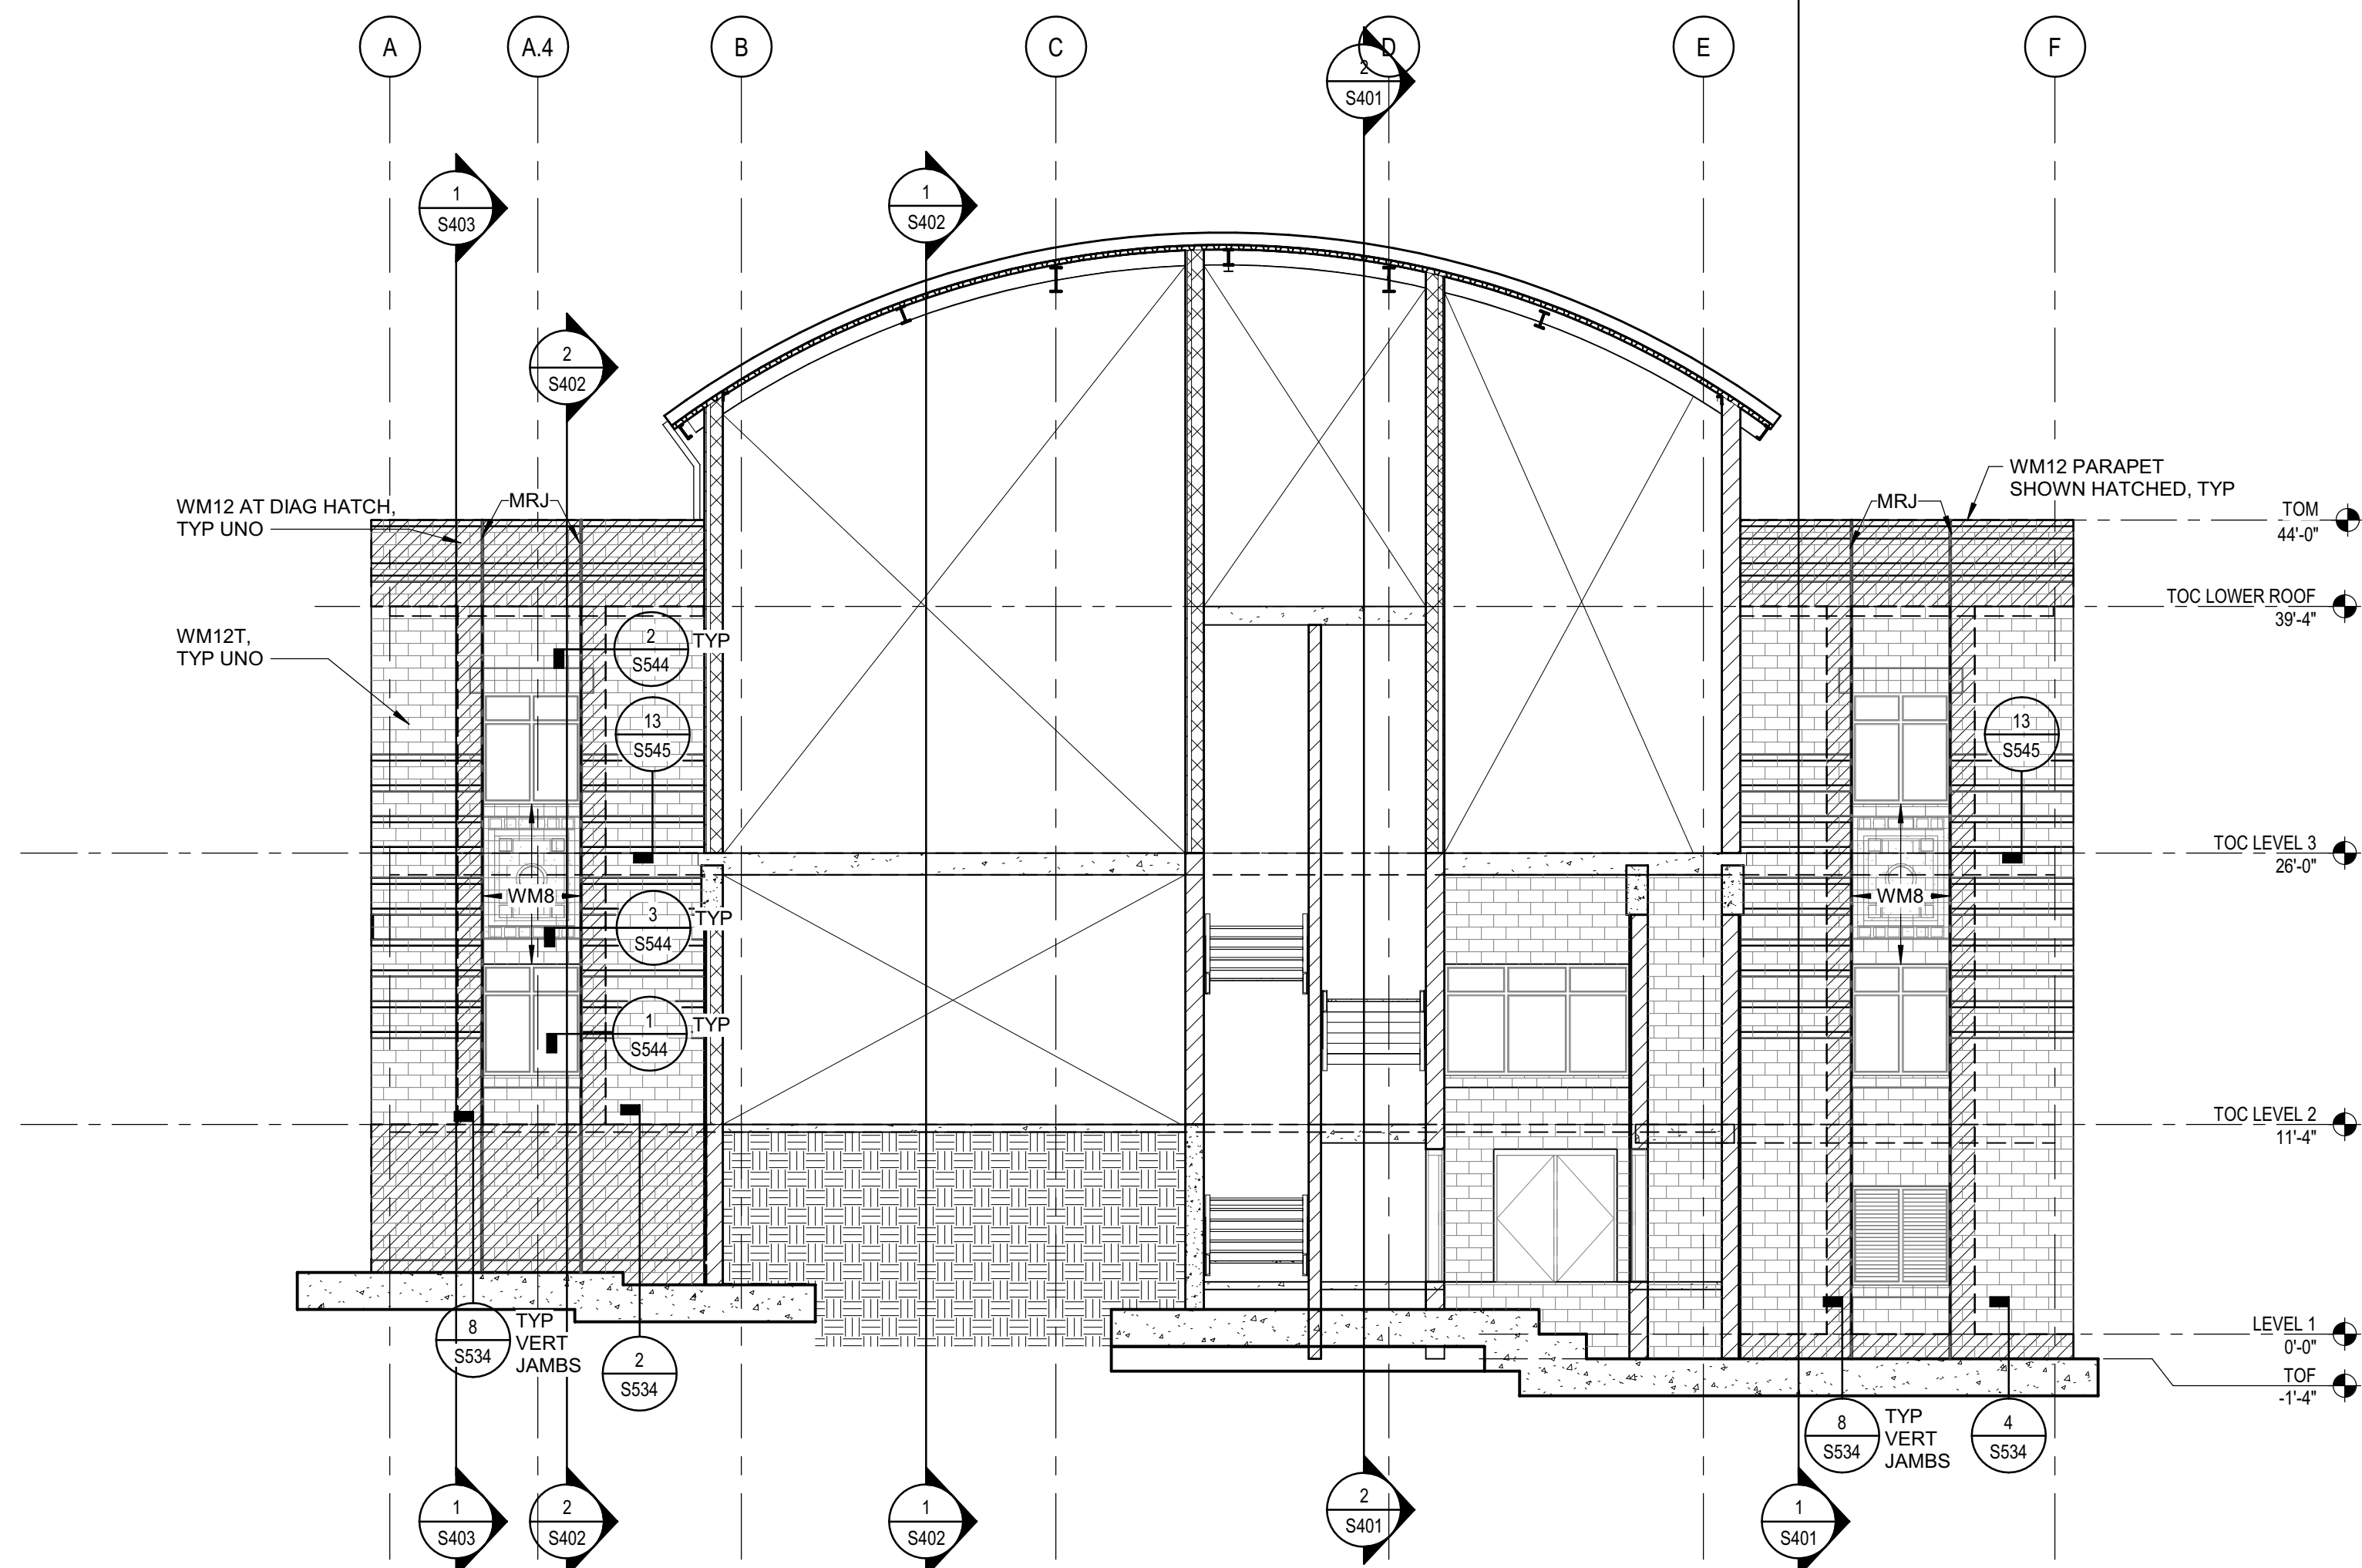 A
A.4
B
C
D
E
F
2
S401
1
S403
1
S402
2
S402
WM12 AT DIAG HATCH,
TYP UNO
MRJ
WM12T,
TYP UNO
2
S544
TYP
13
S545
WM8
3
S544
TYP
1
S544
TYP
8
S534
TYP
VERT
JAMBS
2
S534
WM12 PARAPET
SHOWN HATCHED, TYP
MRJ
TOM
44'-0"
TOC LOWER ROOF
39'-4"
13
S545
TOC LEVEL 3
26'-0"
WM8
TOC LEVEL 2
11'-4"
LEVEL 1
0'-0"
TOF
-1'-4"
8
S534
TYP
VERT
JAMBS
4
S534
1
S403
2
S402
1
S402
2
S401
1
S401